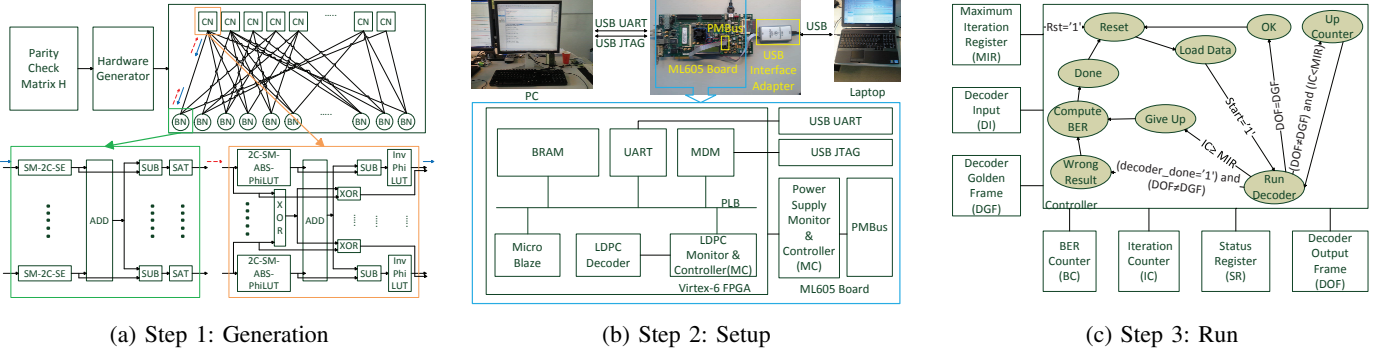 Parity
Check
Matrix H
Hardware
Generator
CN CN CN CN CN ..... CN CN
BN BN BN BN BN ..... CN CN CN
SM-2C-SE
ADD
SUB
SAT
SM-2C-SE
SUB
SAT
2C-SM-
ABS-
PhiLUT
X
O
R
ADD
SUB
XOR
Inv
Phi
LUT
XOR
2C-SM-
ABS-
PhiLUT
SUB
Inv
Phi
LUT
(a) Step 1: Generation
USB UART
USB JTAG
PMBus
ML605 Board
USB
Interface
Adapter
USB
PC
Laptop
BRAM
UART
MDM
USB UART
USB JTAG
PLB
Micro
Blaze
LDPC
Decoder
LDPC
Monitor &
Controller(MC)
Virtex-6 FPGA
Power
Supply
Monitor
&
Controller
(MC)
PMBus
ML605 Board
(b) Step 2: Setup
Maximum
Iteration
Register
(MIR)
Decoder
Input
(DI)
Decoder
Golden
Frame
(DGF)
-Rst='1'
Reset
OK
Up
Counter
Load Data
Done
Compute
BER
Give Up
Wrong
Result
Run
Decoder
Start='1'
DOF=DGF
(DOF≠DGF) and (IC<MIR)
IC≥ MIR
(decoder_done='1') and
(DOF≠DGF)
Controller
BER
Counter
(BC)
Iteration
Counter
(IC)
Status
Register
(SR)
Decoder
Output
Frame
(DOF)
(c) Step 3: Run